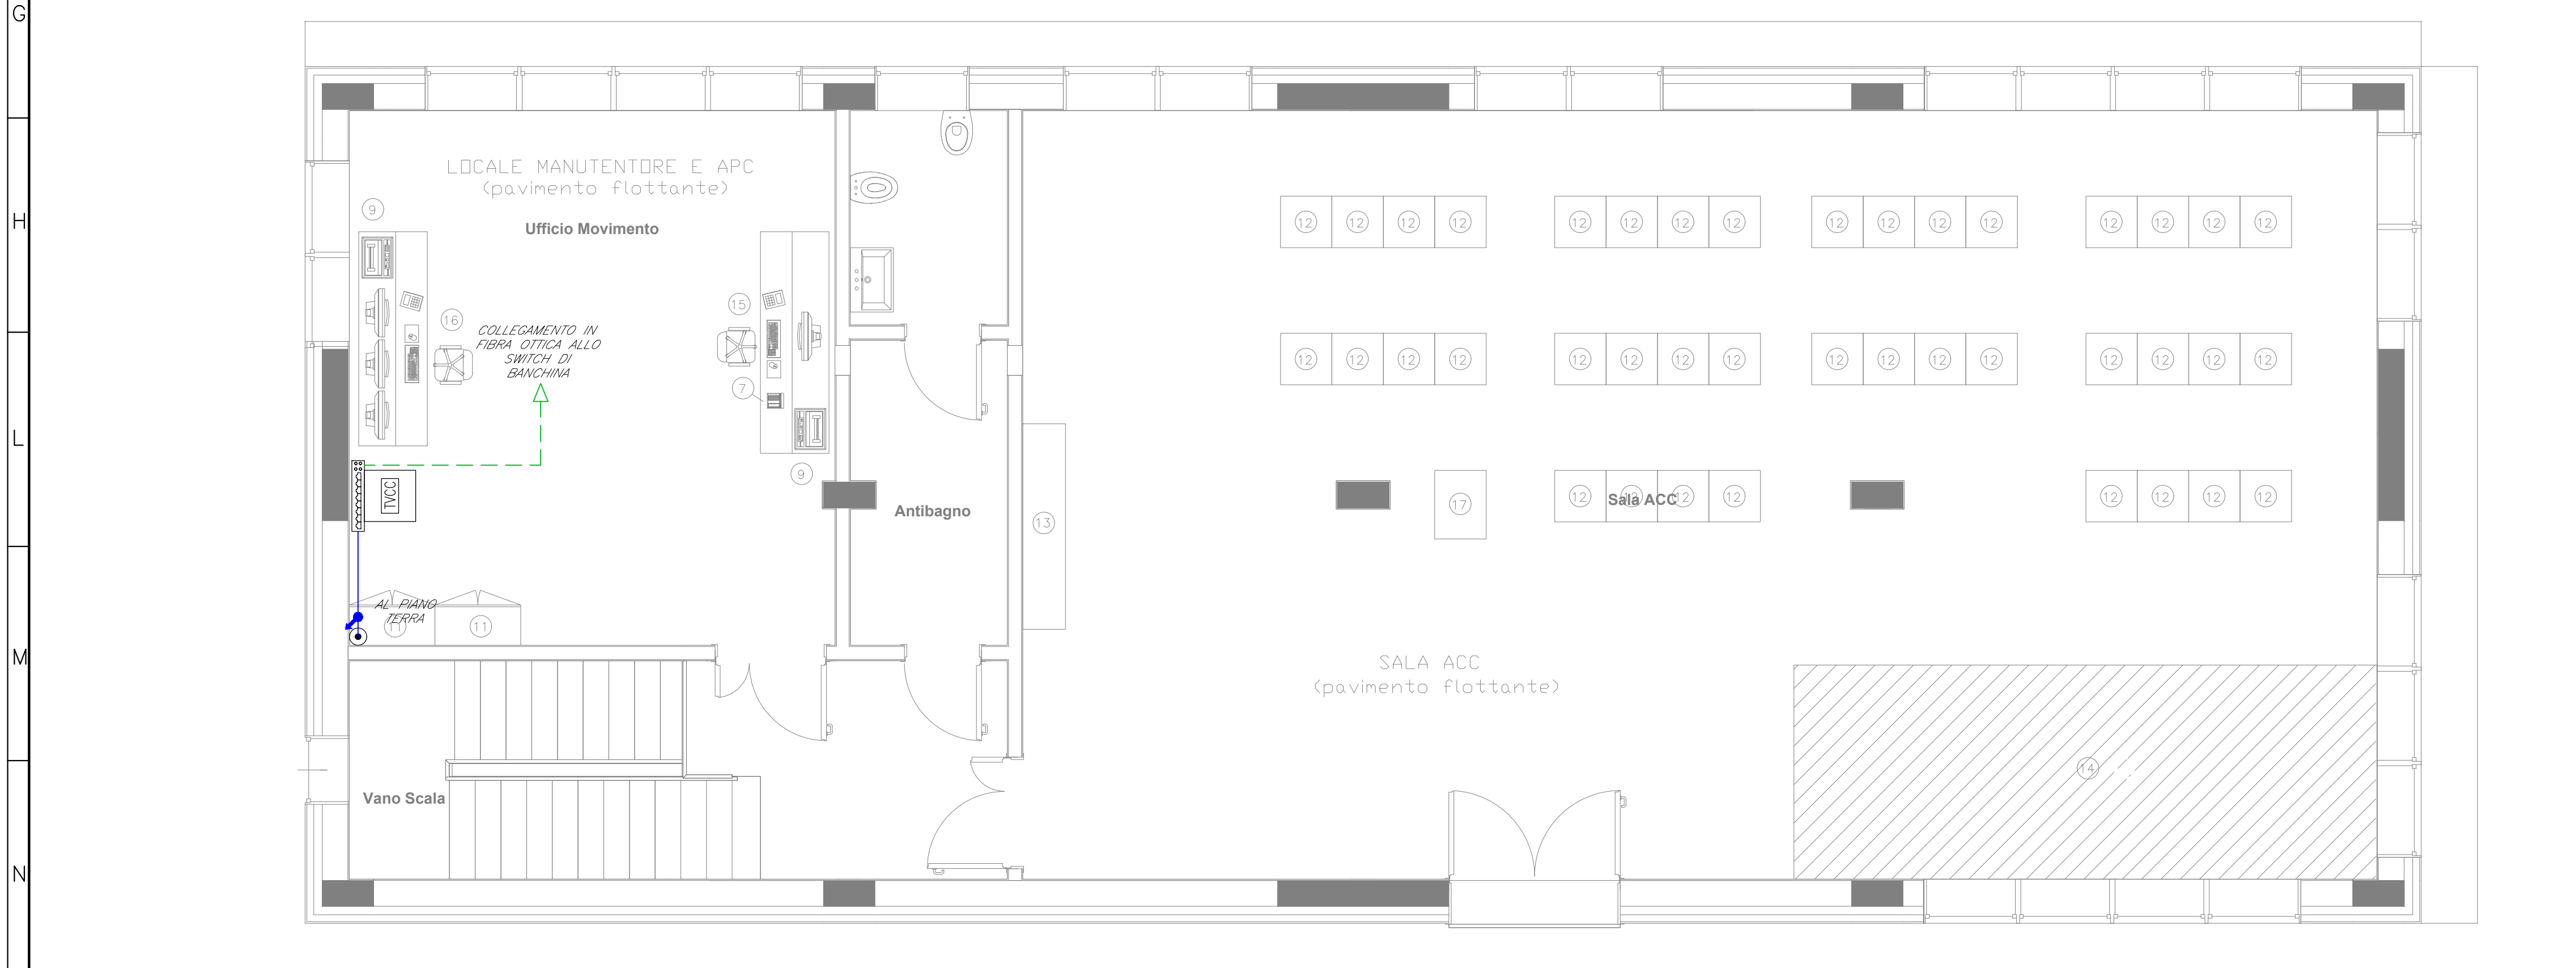 G
H
L
M
N
LOCALE MANUTENTORE E APC
(pavimento flottante)
Ufficio Movimento
9
16
15
7
9
COLLEGAMENTO IN
FIBRA OTTICA ALLO
SWITCH DI
BANCHINA
TVCC
AL PIANO
TERRA
11
11
Vano Scala
Antibagno
13
12 12 12 12 12 12 12 12 12 12 12 12 12 12 12 12
12 12 12 12 12 12 12 12 12 12 12 12 12 12 12 12
17
12 12 12 12 12 12 12 12
Sala ACC
SALA ACC
(pavimento flottante)
14